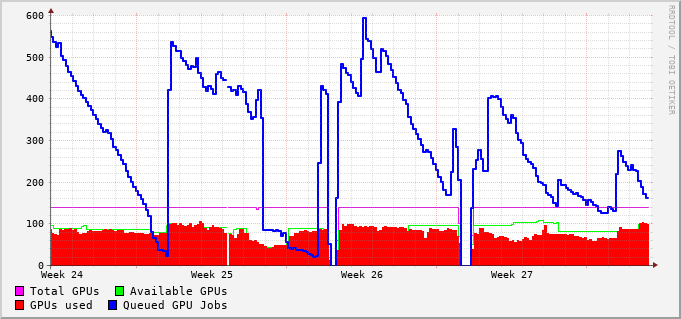 600
500
400
300
200
100
0
Week 24 Week 25 Week 26 Week 27
Total GPUs Available GPUs
GPUs used Queued GPU Jobs
RRDTOOL / TOBI OETIKER